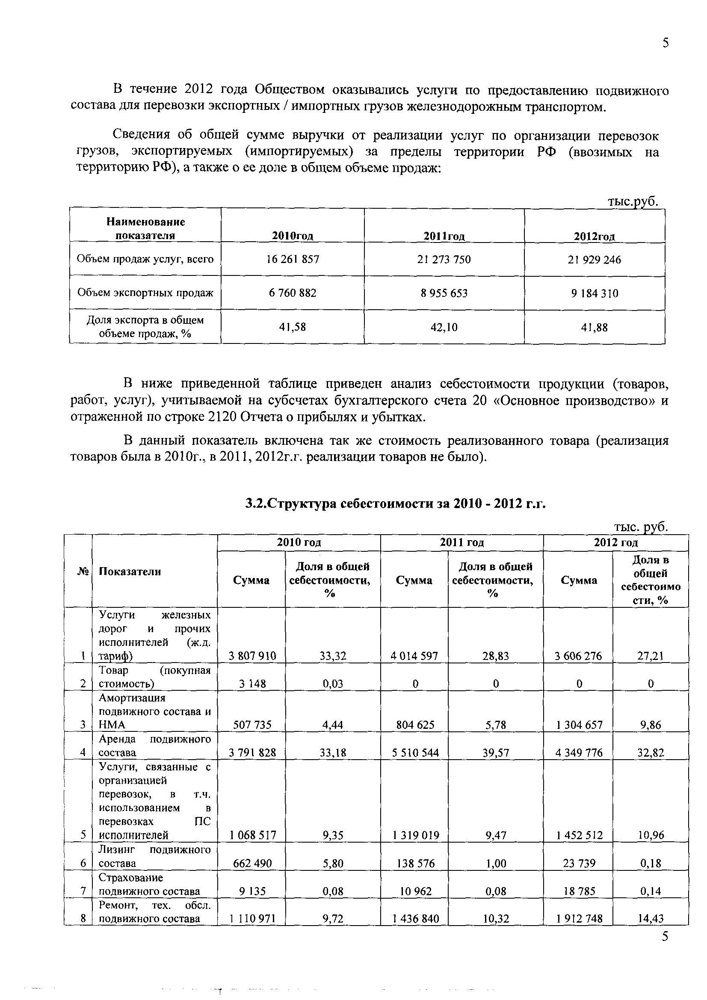 5
В течение 2012 года Обществом оказывались услуги по предоставлению подвижного
состава для перевозки экспортных / импортных грузов железнодорожным транспортом.
Сведения об общей сумме выручки от реализации услуг по организации перевозок
грузов, экспортируемых (импортируемых) за пределы территории РФ (ввозимых на
территорию РФ), а также о ее доле в общем объеме продаж:
тыс.руб.
Наименование
показателя 2010год 2011год 2012год
Объем продаж услуг, всего 16 261 857 21 273 750 21 929 246
Объем экспортных продаж 6 760 882 8 955 653 9 184 310
Доля экспорта в общем
объеме продаж, % 41,58 42,10 41,88
В ниже приведенной таблице приведен анализ себестоимости продукции (товаров,
работ, услуг), учитываемой на субсчетах бухгалтерского счета 20 «Основное производство» и
отраженной по строке 2120 Отчета о прибылях и убытках.
В данный показатель включена так же стоимость реализованного товара (реализация
товаров была в 2010г., в 2011, 2012г.г. реализации товаров не было).
3.2.Структура себестоимости за 2010 - 2012 г.г.
тыс. руб.
№ Показатели 2010 год 2011 год 2012 год
Сумма Доля в общей
себестоимости,
% Сумма Доля в общей
себестоимости,
% Сумма Доля в
общей
себестоимо
сти, %
Услуги железных
дорог и прочих
исполнителей (ж.д.
1 тариф) 3 807 910 33,32 4 014 597 28,83 3 606 276 27,21
Товар (покупная
2 стоимость) 3 148 0,03 0 0 0 0
Амортизация
подвижного состава и
3 НМА 507 735 4,44 804 625 5,78 1 304 657 9,86
Аренда подвижного
4 состава 3 791 828 33,18 5 510 544 39,57 4 349 776 32,82
Услуги, связанные с
организацией
перевозок, в т.ч.
использованием в
перевозках ПС
5 исполнителей 1 068 517 9,35 1 319 019 9,47 1 452 512 10,96
Лизинг подвижного
6 состава 662 490 5,80 138 576 1,00 23 739 0,18
Страхование
7 подвижного состава 9 135 0,08 10 962 0,08 18 785 0,14
Ремонт, тех. обсл.
8 подвижного состава 1 110 971 9,72 1 436 840 10,32 1 912 748 14,43
5